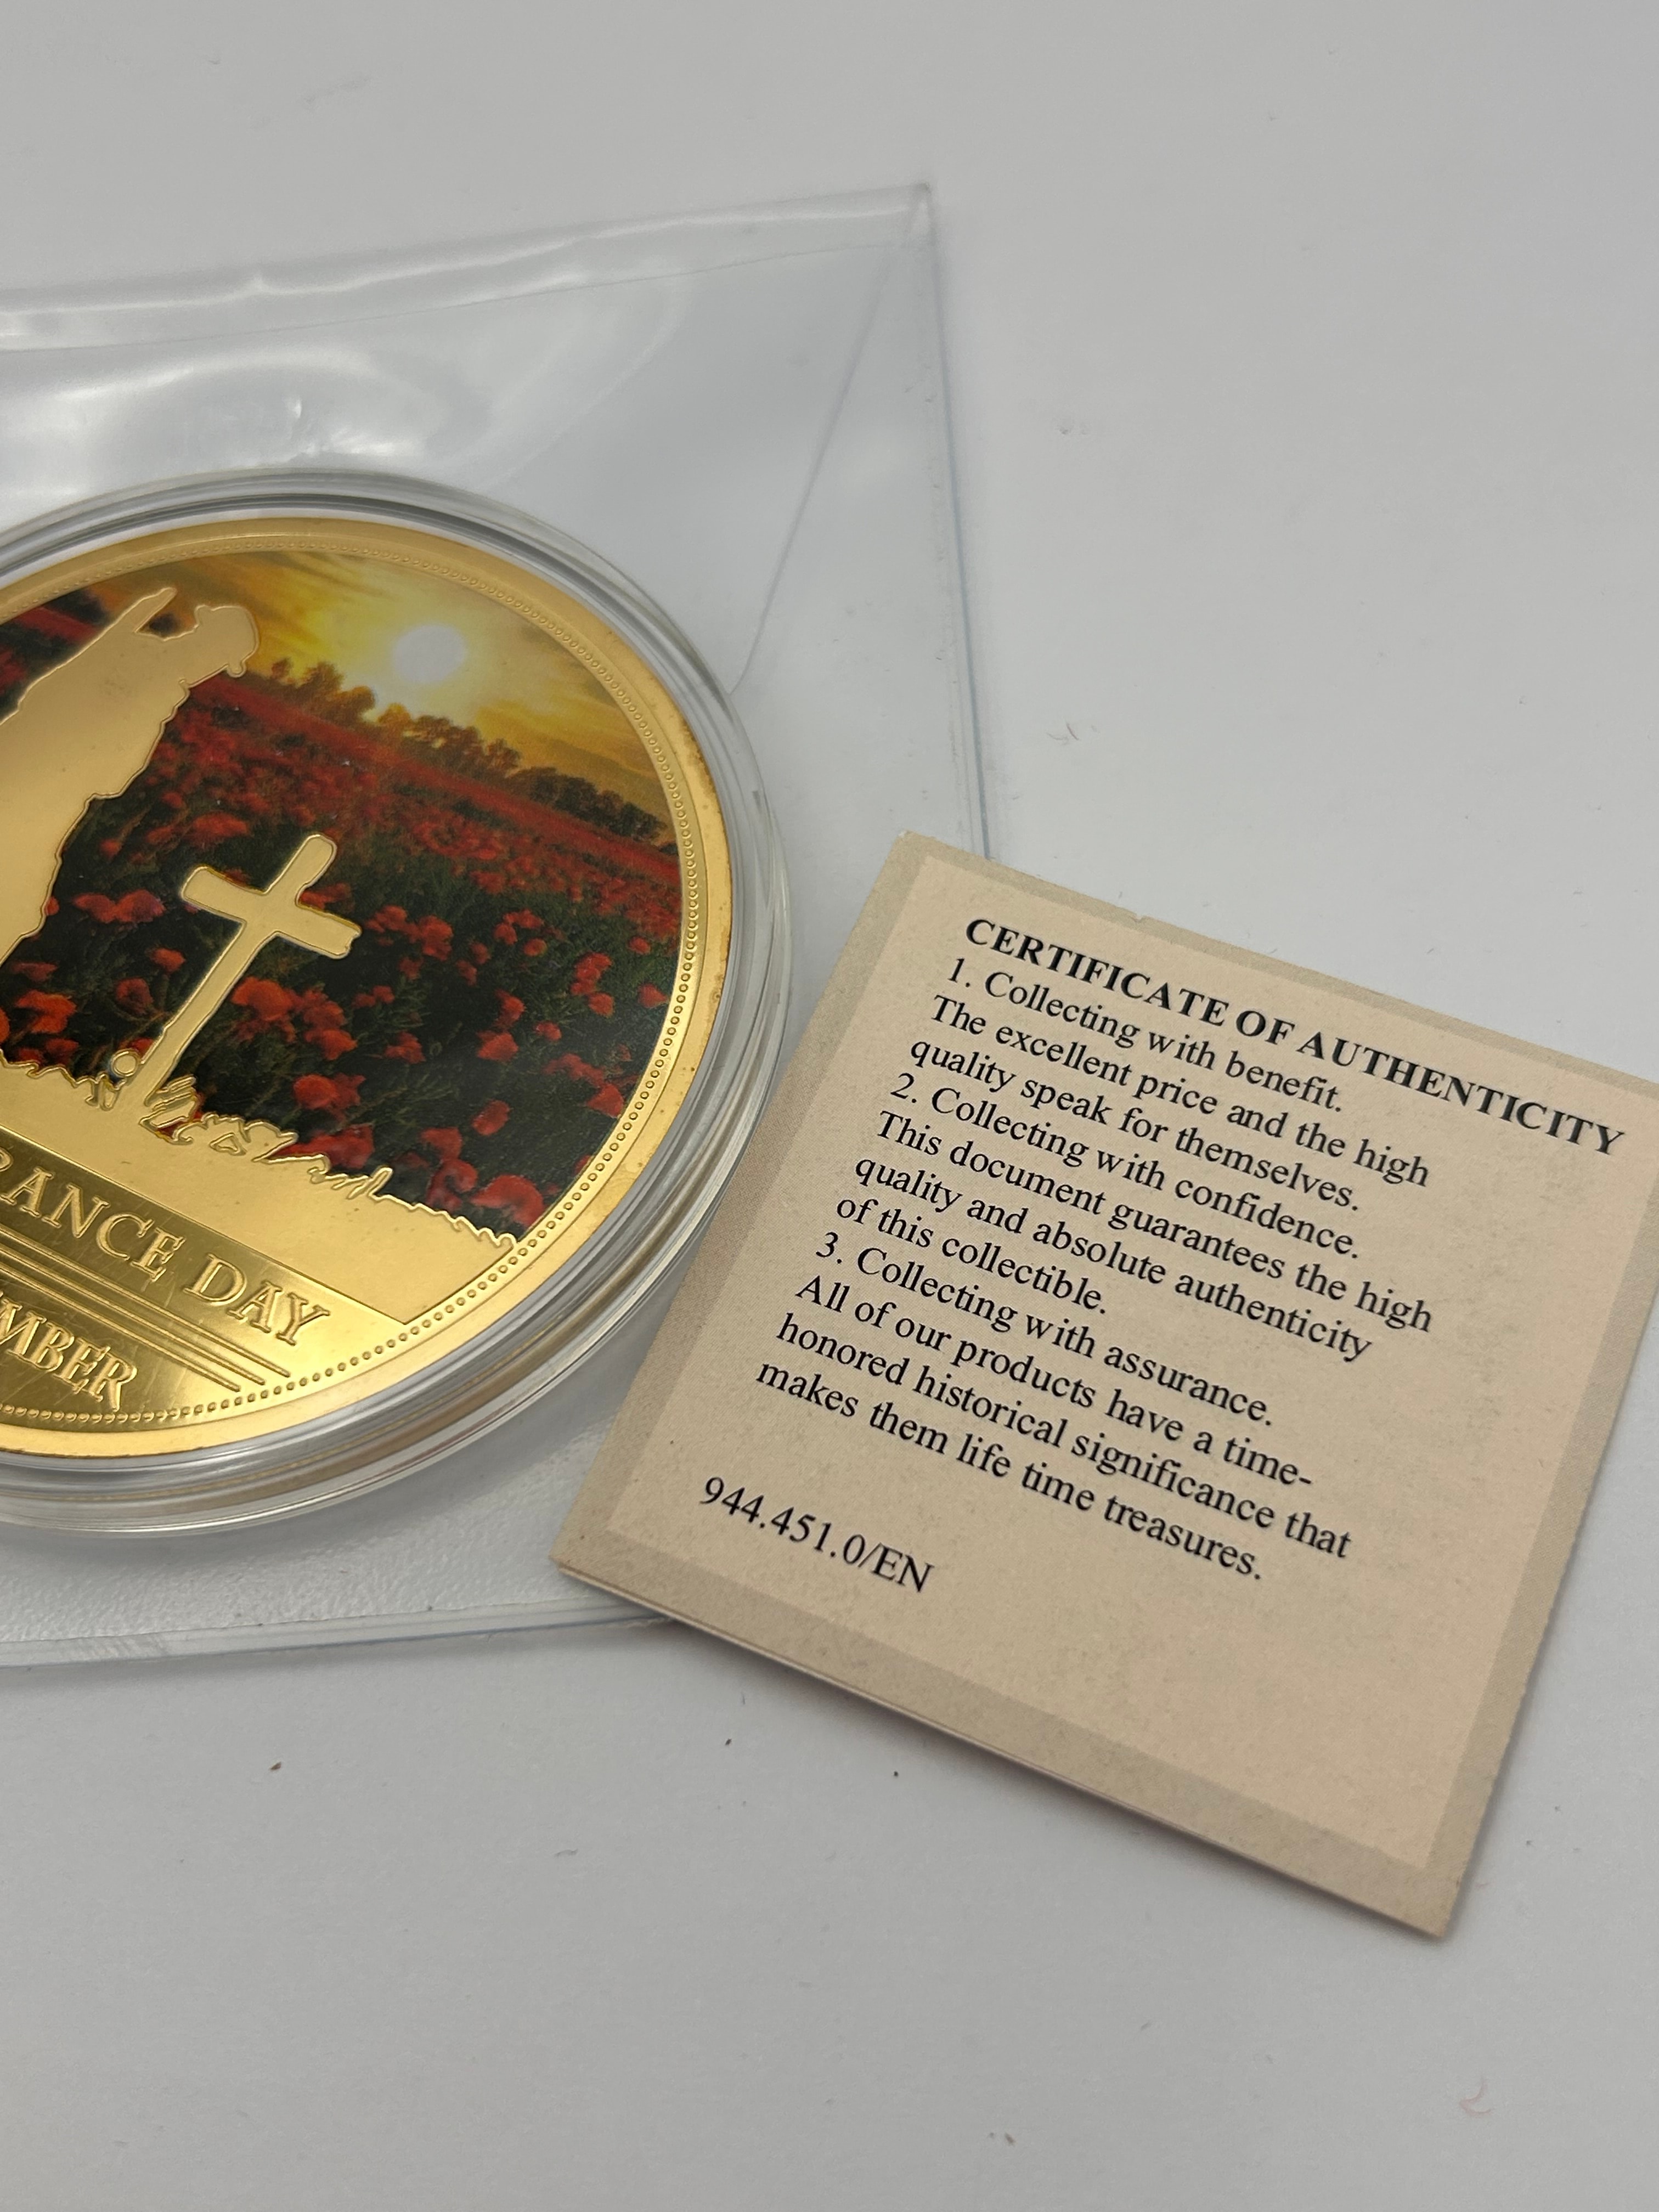 RANCE DAY
MBER
CERTIFICATE OF AUTHENTICITY
1. Collecting with benefit.
The excellent price and the high
quality speak for themselves.
2. Collecting with confidence.
This document guarantees the high
quality and absolute authenticity
of this collectible.
3. Collecting with assurance.
All of our products have a time-
honored historical significance that
makes them life time treasures.
944.451.0/EN